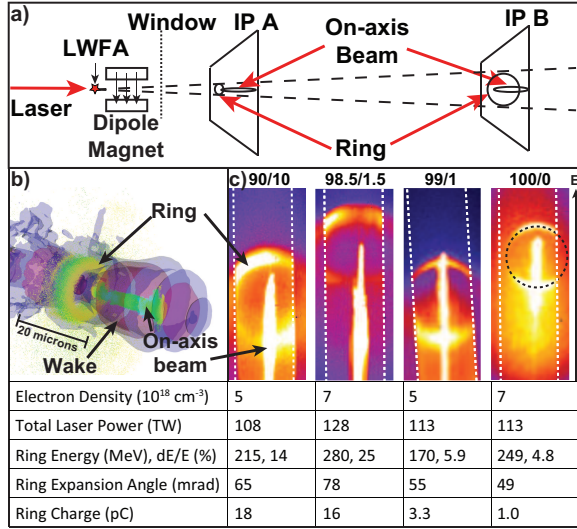 a)
Window
IP A
IP B
LWFA
On-axis
Beam
Laser
Dipole
Magnet
Ring
b)
Ring
20 microns
Wake
On-axis
beam
c)
90/10
98.5/1.5
99/1
100/0
E
Electron Density (10¹⁸ cm⁻³) 5 7 5 7
Total Laser Power (TW) 108 128 113 113
Ring Energy (MeV), dE/E (%) 215, 14 280, 25 170, 5.9 249, 4.8
Ring Expansion Angle (mrad) 65 78 55 49
Ring Charge (pC) 18 16 3.3 1.0